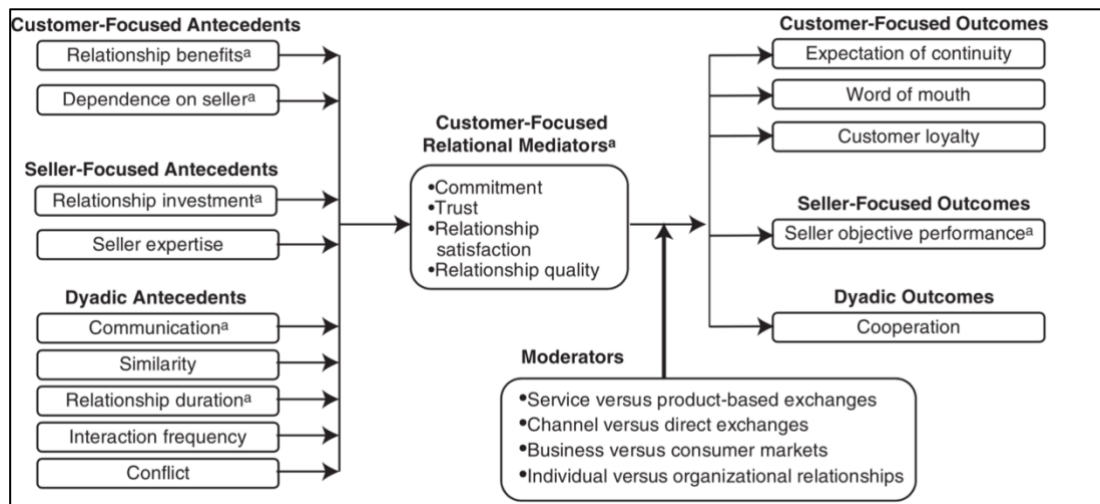 Customer-Focused Antecedents
Relationship benefitsᵃ
Dependence on sellerᵃ
Seller-Focused Antecedents
Relationship investmentᵃ
Seller expertise
Dyadic Antecedents
Communicationᵃ
Similarity
Relationship durationᵃ
Interaction frequency
Conflict
Customer-Focused
Relational Mediatorsᵃ
•Commitment
•Trust
•Relationship
satisfaction
•Relationship quality
Moderators
•Service versus product-based exchanges
•Channel versus direct exchanges
•Business versus consumer markets
•Individual versus organizational relationships
Customer-Focused Outcomes
Expectation of continuity
Word of mouth
Customer loyalty
Seller-Focused Outcomes
Seller objective performanceᵃ
Dyadic Outcomes
Cooperation